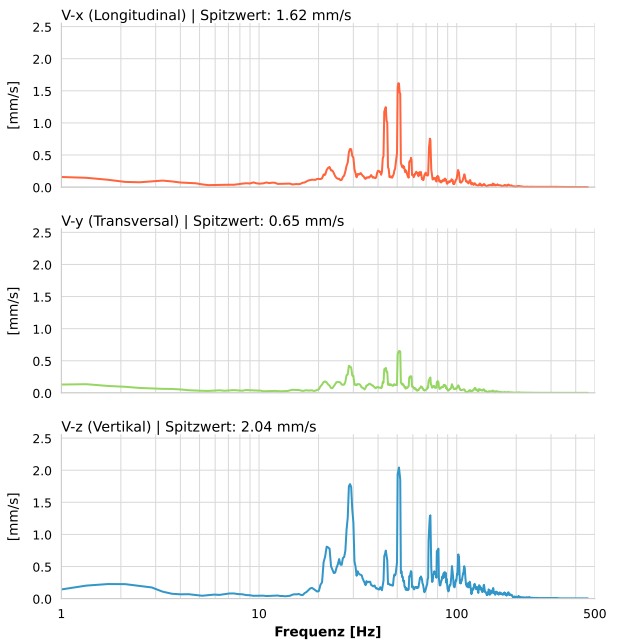 V-x (Longitudinal) | Spitzwert: 1.62 mm/s
2.5
2.0
1.5
1.0
0.5
0.0
[mm/s]
V-y (Transversal) | Spitzwert: 0.65 mm/s
2.5
2.0
1.5
1.0
0.5
0.0
[mm/s]
V-z (Vertikal) | Spitzwert: 2.04 mm/s
2.5
2.0
1.5
1.0
0.5
0.0
[mm/s]
1 10 100 500
Frequenz [Hz]